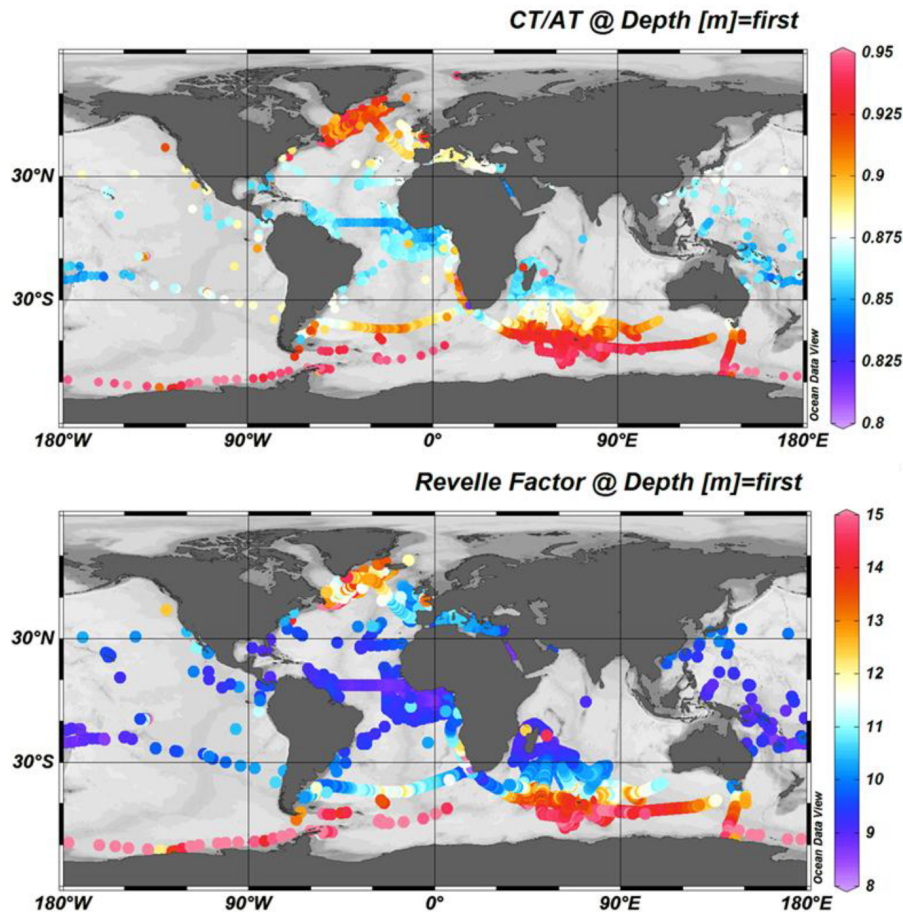 CT/AT @ Depth [m]=first
0.95
0.925
0.9
0.875
0.85
0.825
0.8
30°N
30°S
Ocean Data View
180°W
90°W
0°
90°E
180°E
Revelle Factor @ Depth [m]=first
15
14
13
12
11
10
9
8
30°N
30°S
Ocean Data View
180°W
90°W
0°
90°E
180°E